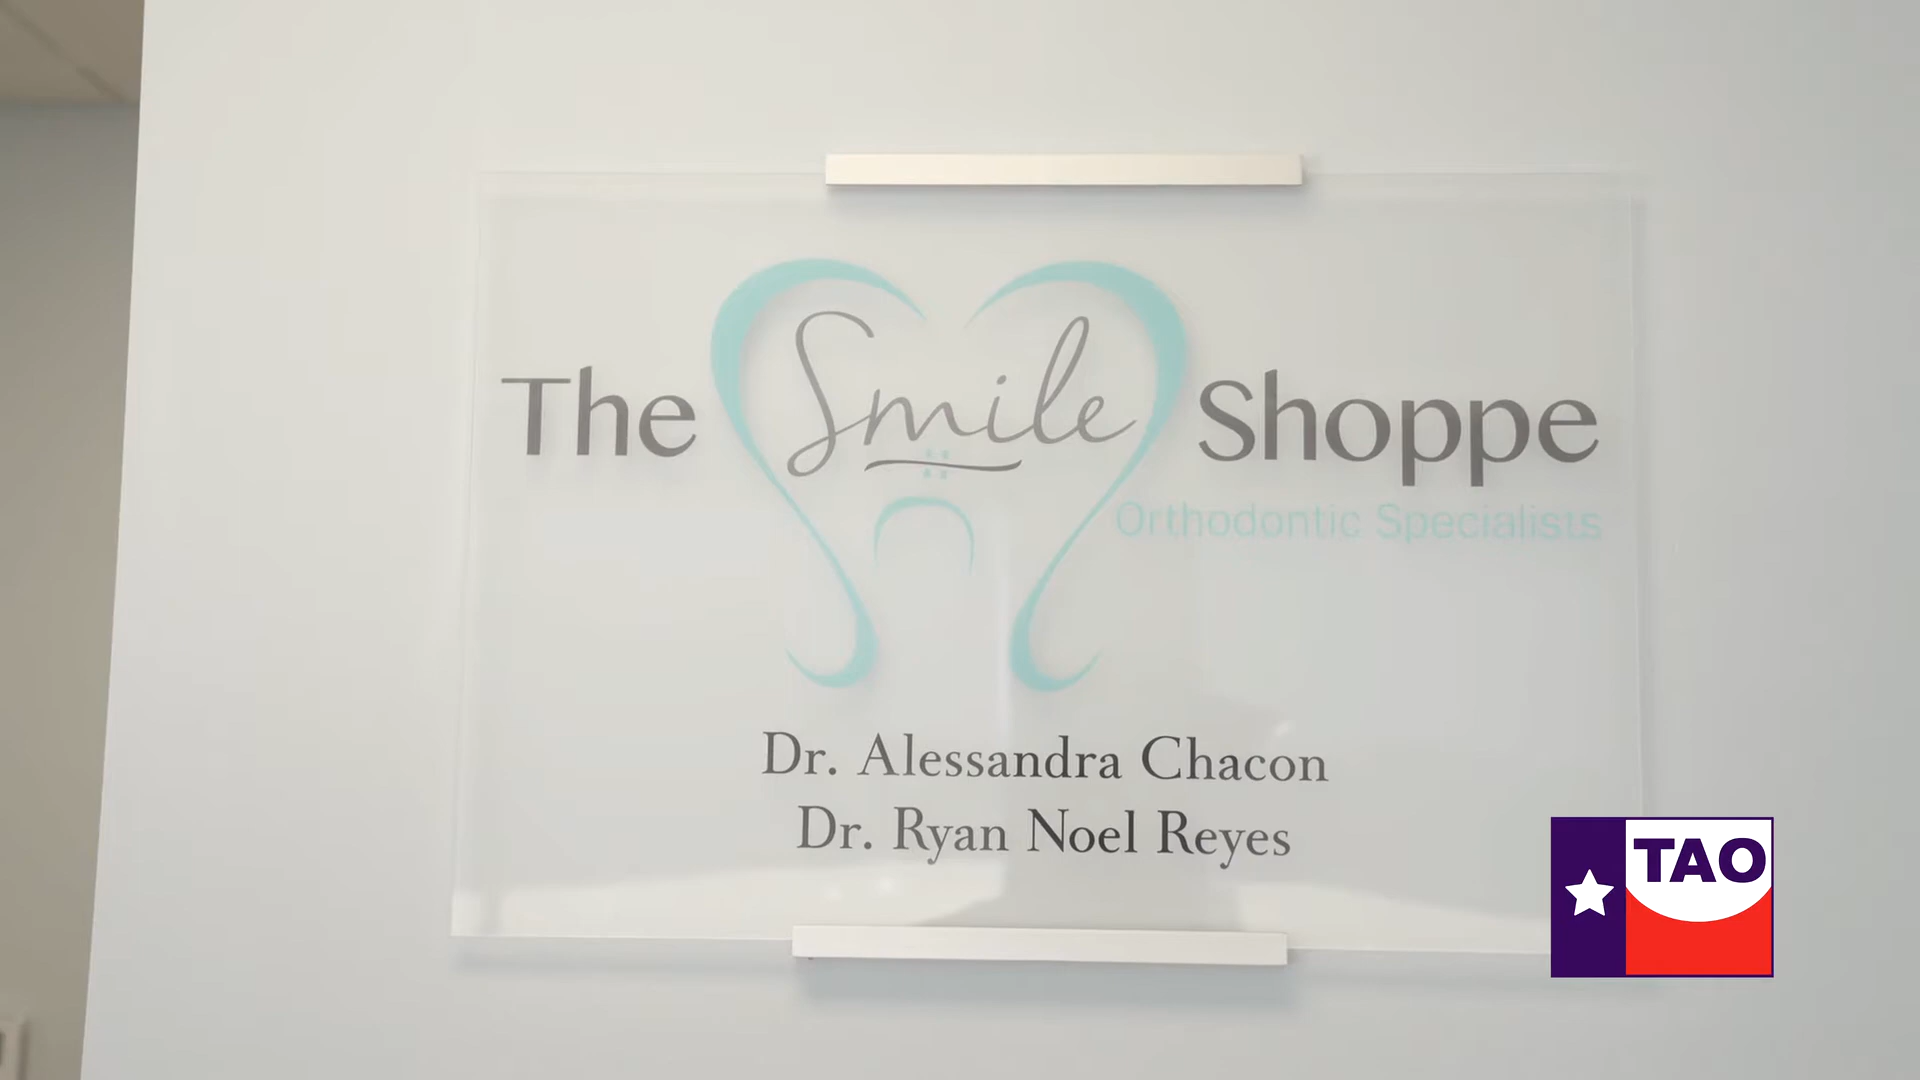 The Smile Shoppe
Orthodontic Specialists
Dr. Alessandra Chacon
Dr. Ryan Noel Reyes
TAO